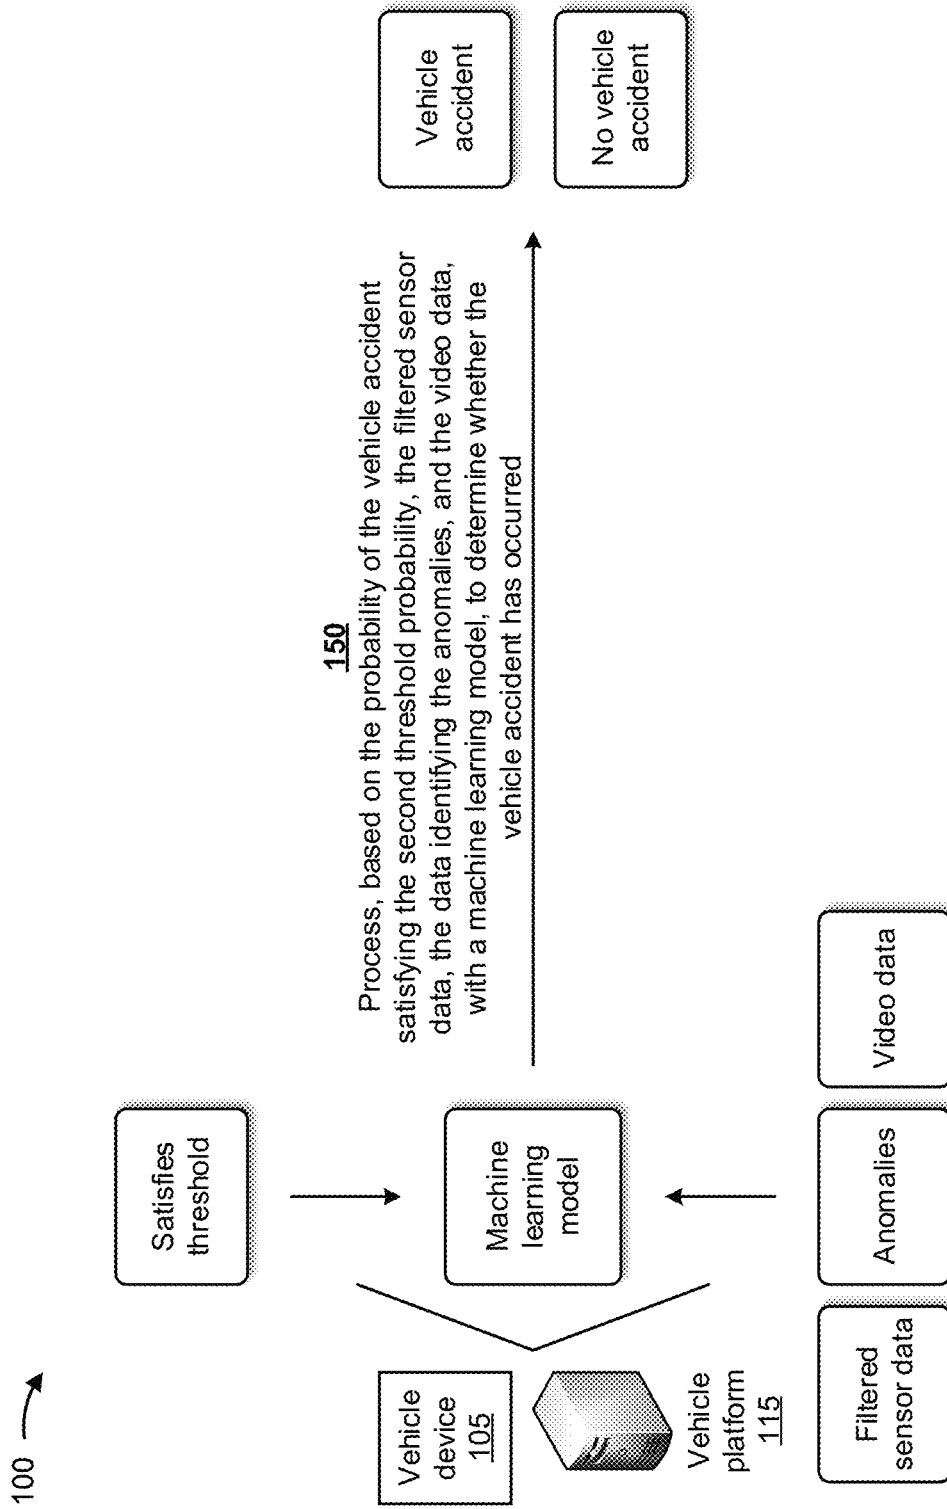 100
Satisfies
threshold
Vehicle
device
105
Vehicle
platform
115
Machine
learning
model
150
Process, based on the probability of the vehicle accident
satisfying the second threshold probability, the filtered sensor
data, the data identifying the anomalies, and the video data,
with a machine learning model, to determine whether the
vehicle accident has occurred
Vehicle
accident
No vehicle
accident
Filtered
sensor data
Anomalies
Video data